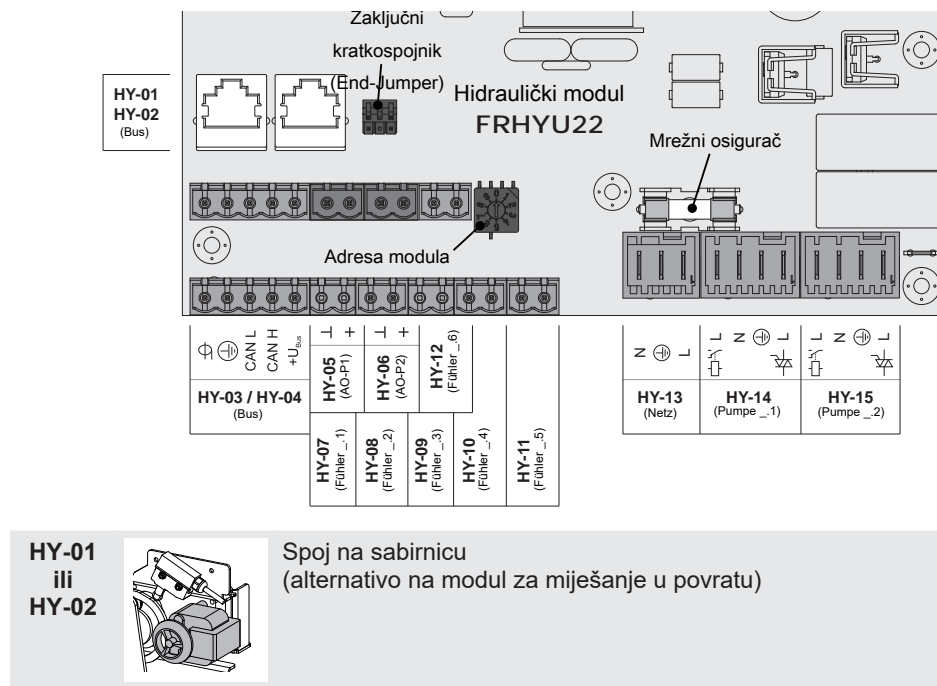 Zaključni
kratkospojnik
(End-Jumper)
Hidraulički modul
FRHYU22
HY-01
HY-02
(Bus)
Mrežni osigurač
Adresa modula
CAN L
CAN H
+U Bus
HY-03 / HY-04
(Bus)
⊥ +
HY-05
(AO-P1)
⊥ +
HY-06
(AO-P2)
HY-12
(Fühler _.6)
HY-07
(Fühler _.1)
HY-08
(Fühler _.2)
HY-09
(Fühler _.3)
HY-10
(Fühler _.4)
HY-11
(Fühler _.5)
N L
HY-13
(Netz)
L N L
HY-14
(Pumpe _.1)
L N L
HY-15
(Pumpe _.2)
HY-01
ili
HY-02
Spoj na sabirnicu
(alternativo na modul za miješanje u povratu)